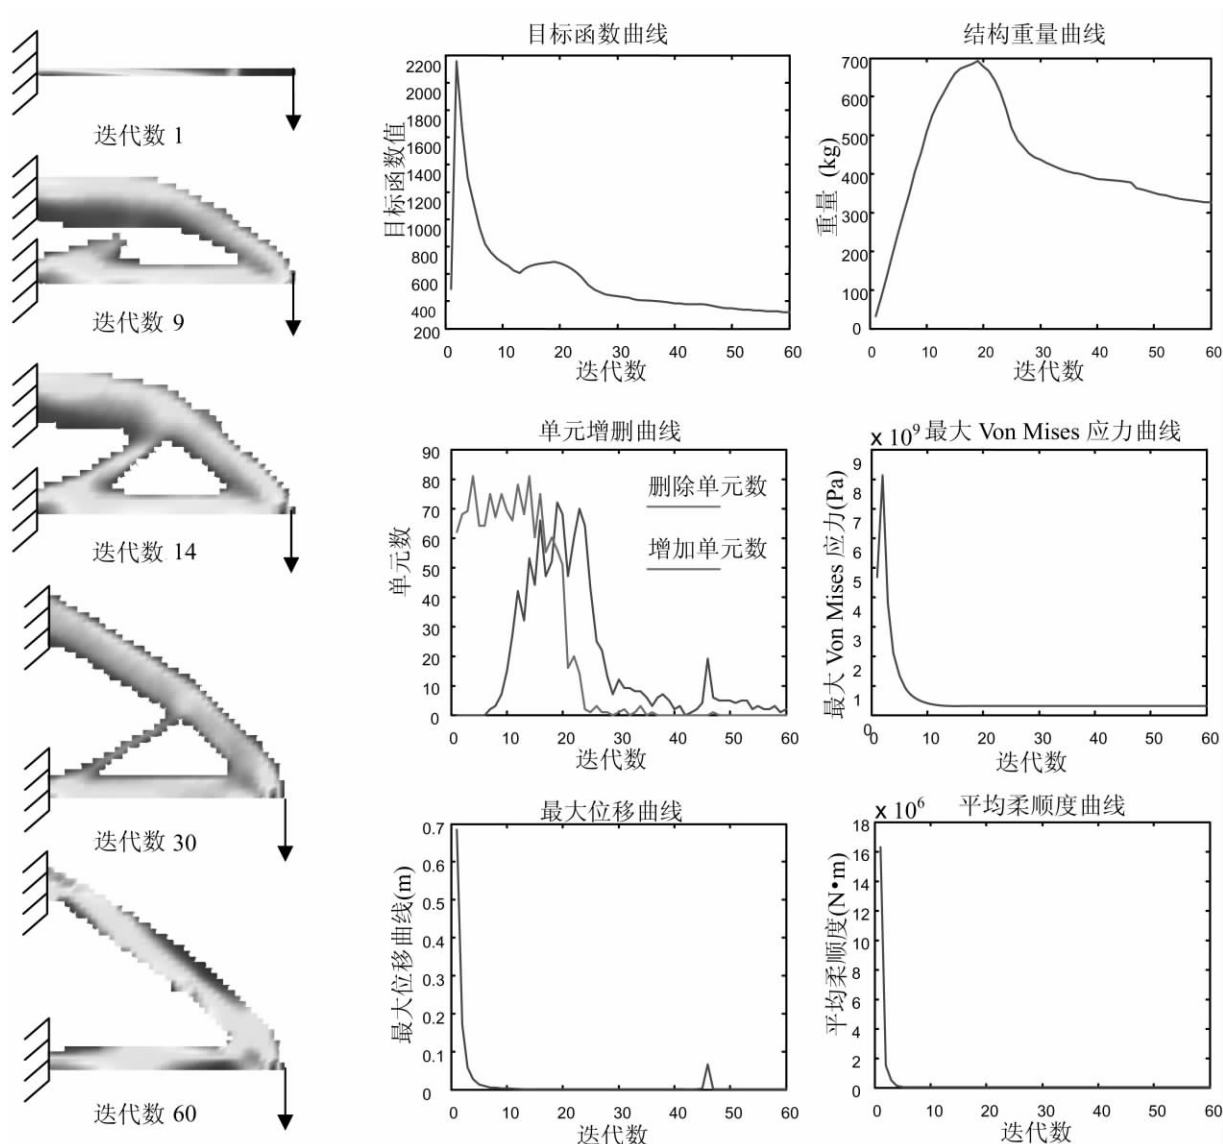 迭代数 1
迭代数 9
迭代数 14
迭代数 30
迭代数 60
目标函数曲线
目标函数值
2200
2000
1800
1600
1400
1200
1000
800
600
400
200
0 10 20 30 40 50 60
迭代数
结构重量曲线
重量 (kg)
700
600
500
400
300
200
100
0
0 10 20 30 40 50 60
迭代数
单元增删曲线
单元数
90
80
70
60
50
40
30
20
10
0
删除单元数
增加单元数
0 10 20 30 40 50 60
迭代数
x 10⁹ 最大 Von Mises 应力曲线
最大 Von Mises 应力(Pa)
9
8
7
6
5
4
3
2
1
0
0 10 20 30 40 50 60
迭代数
最大位移曲线
最大位移曲线(m)
0.7
0.6
0.5
0.4
0.3
0.2
0.1
0
0 10 20 30 40 50 60
迭代数
x 10⁶ 平均柔顺度曲线
平均柔顺度(N•m)
18
16
14
12
10
8
6
4
2
0
0 10 20 30 40 50 60
迭代数